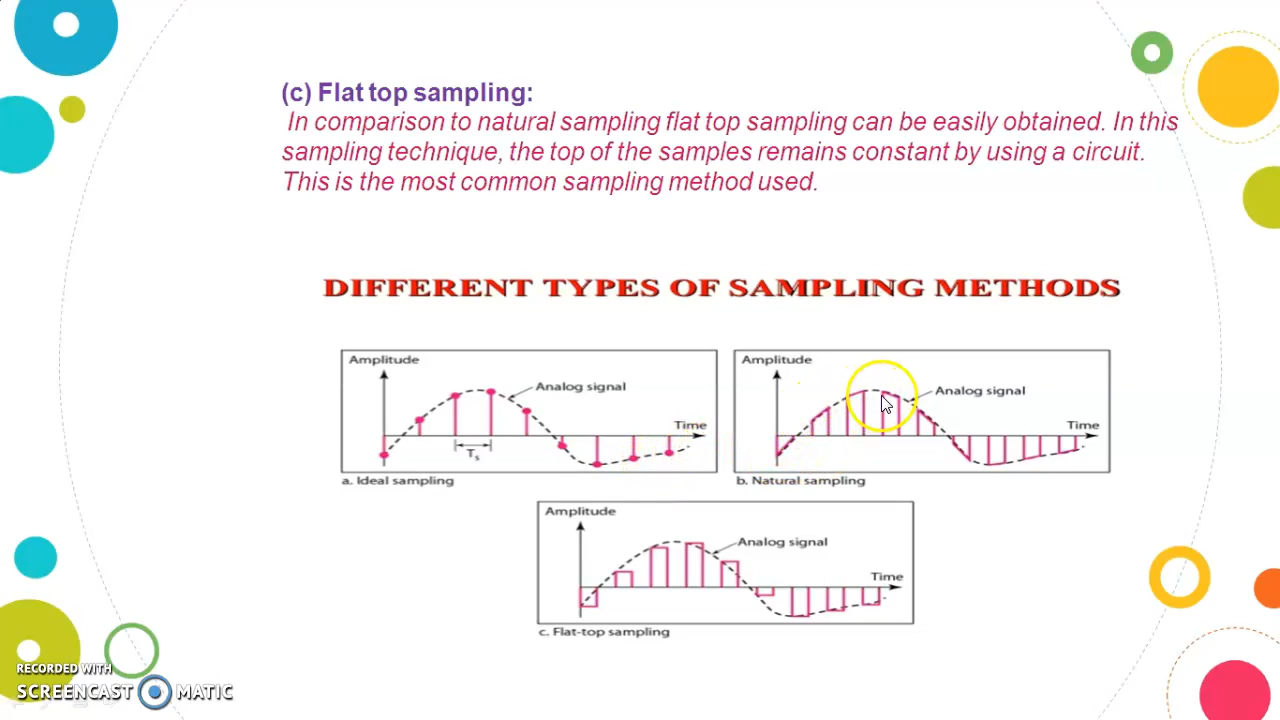 (c) Flat top sampling:
In comparison to natural sampling flat top sampling can be easily obtained. In this
sampling technique, the top of the samples remains constant by using a circuit.
This is the most common sampling method used.
DIFFERENT TYPES OF SAMPLING METHODS
Amplitude
Analog signal
Time
Ts
a. Ideal sampling
Amplitude
Analog signal
Time
b. Natural sampling
Amplitude
Analog signal
Time
c. Flat-top sampling
RECORDED WITH
SCREENCAST MATIC